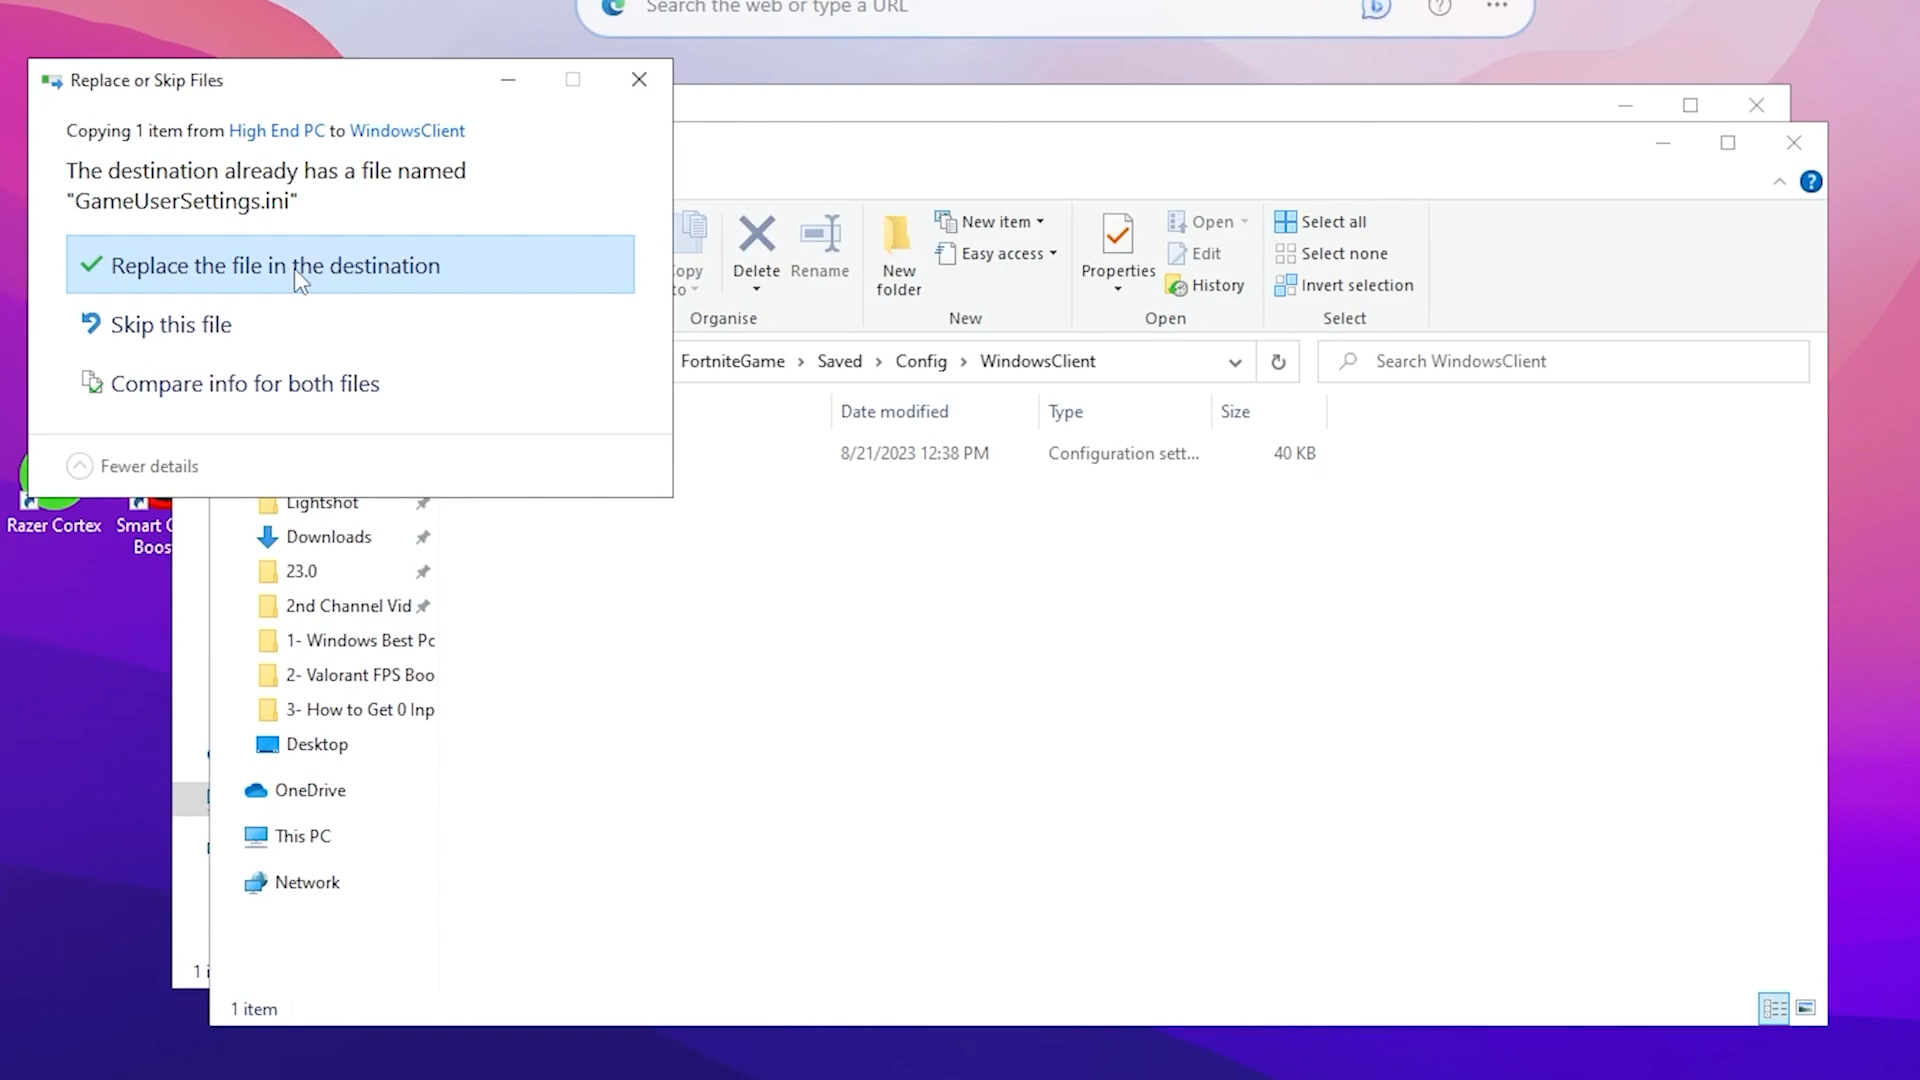 Search the web or type a URL
Replace or Skip Files
Copying 1 item from High End PC to WindowsClient
The destination already has a file named
"GameUserSettings.ini"
Replace the file in the destination
Skip this file
Compare info for both files
Fewer details
Delete
Rename
New
folder
New item
Easy access
Properties
Open
Edit
History
Select all
Select none
Invert selection
Organise
New
Open
Select
FortniteGame > Saved > Config > WindowsClient
Search WindowsClient
Date modified
Type
Size
8/21/2023 12:38 PM
Configuration sett...
40 KB
Razer Cortex
Smart
Lightshot
Downloads
23.0
2nd Channel Vid
1- Windows Best Pc
2- Valorant FPS Boo
3- How to Get 0 Inp
Desktop
OneDrive
This PC
Network
1 item